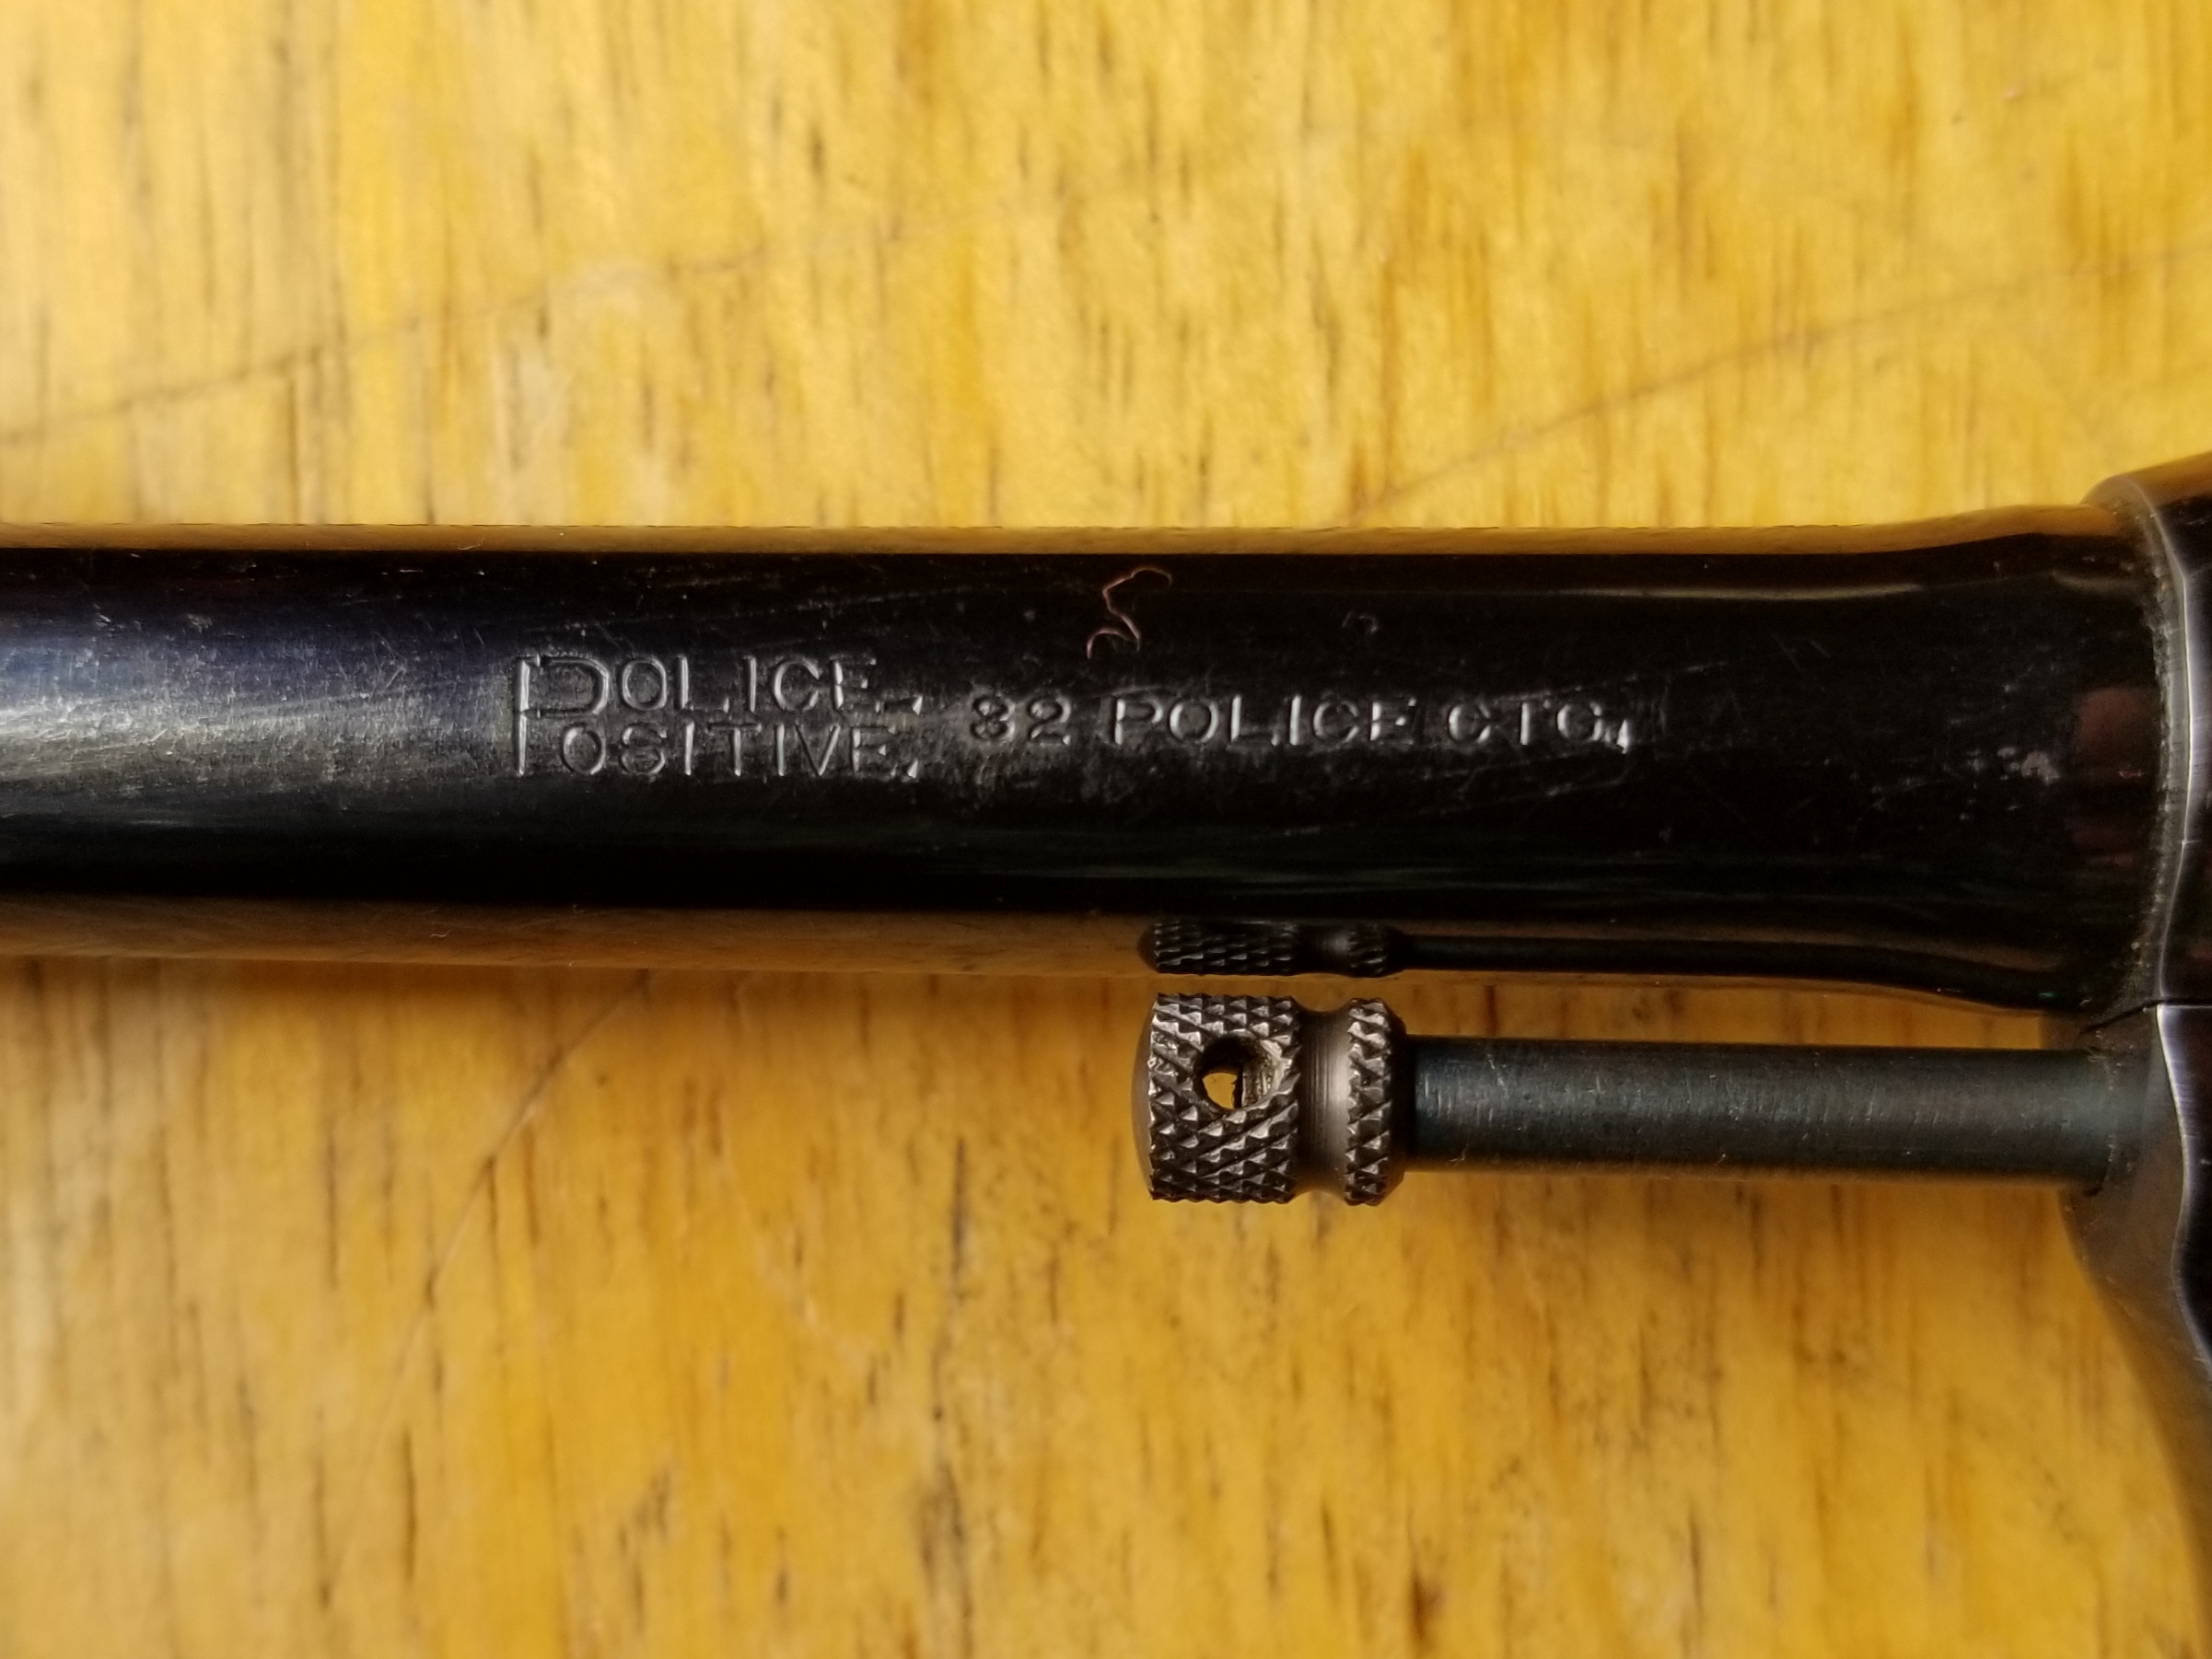 POLICE
POSITIVE. 32 POLICE CTG.